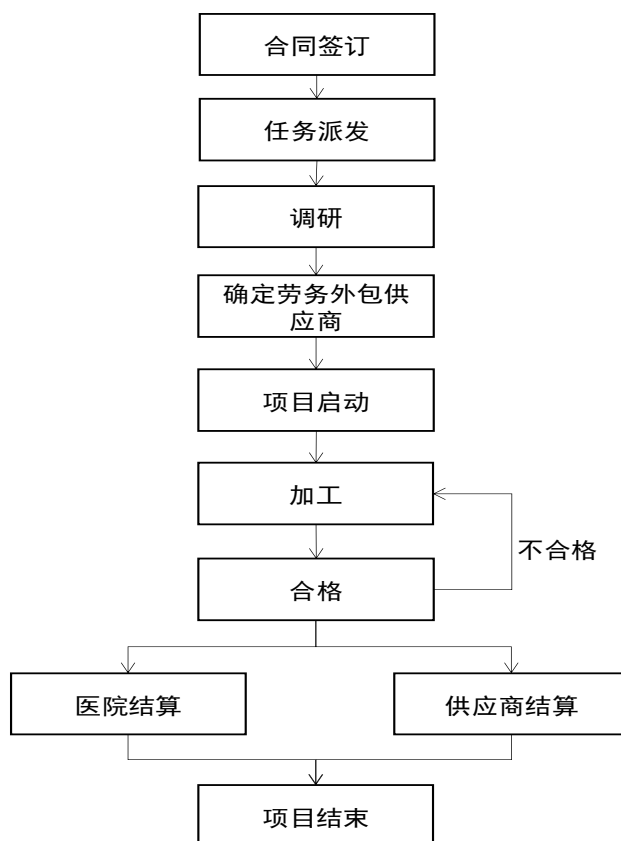 合同签订
任务派发
调研
确定劳务外包供
应商
项目启动
加工
不合格
合格
医院结算
供应商结算
项目结束